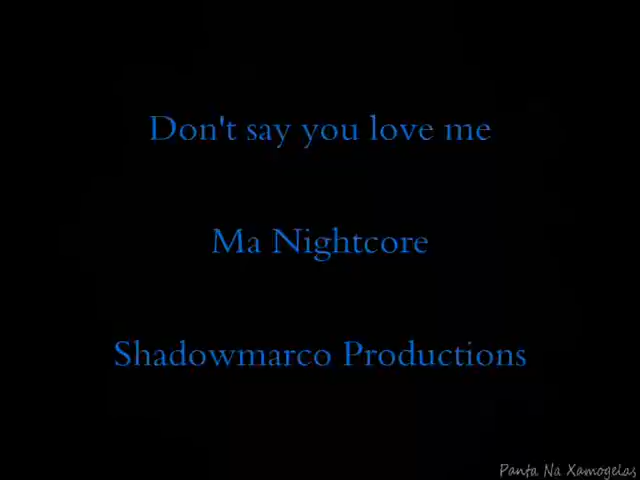 Don't say you love me
Ma Nightcore
Shadowmarco Productions
Panta Na Xamogelas